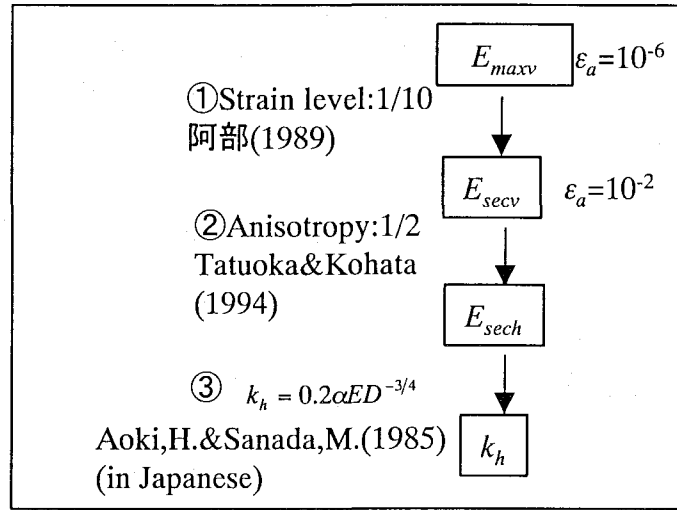 E_maxv ε_a=10^-6
①Strain level:1/10
阿部(1989)
E_secv ε_a=10^-2
②Anisotropy:1/2
Tatuoka&Kohata
(1994)
E_sech
③ k_h = 0.2αED^-3/4
Aoki,H.&Sanada,M.(1985)
(in Japanese)
k_h